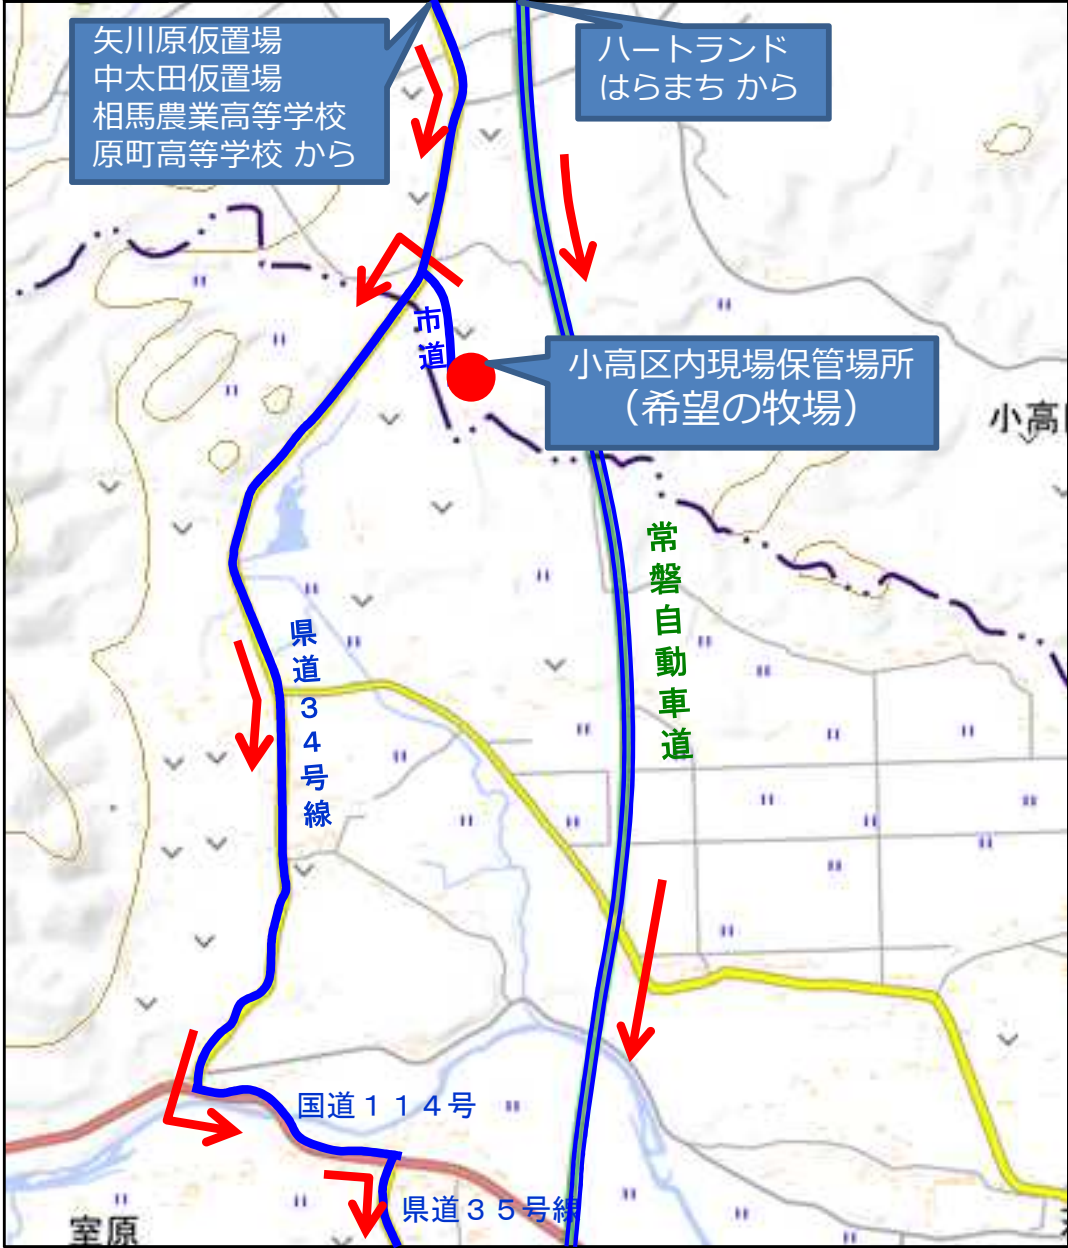 矢川原仮置場
中太田仮置場
相馬農業高等学校
原町高等学校 から
ハートランド
はらまち から
市道
小高区内現場保管場所
（希望の牧場）
小高
常磐自動車道
県道３４号線
国道１１４号
県道３５号線
室原